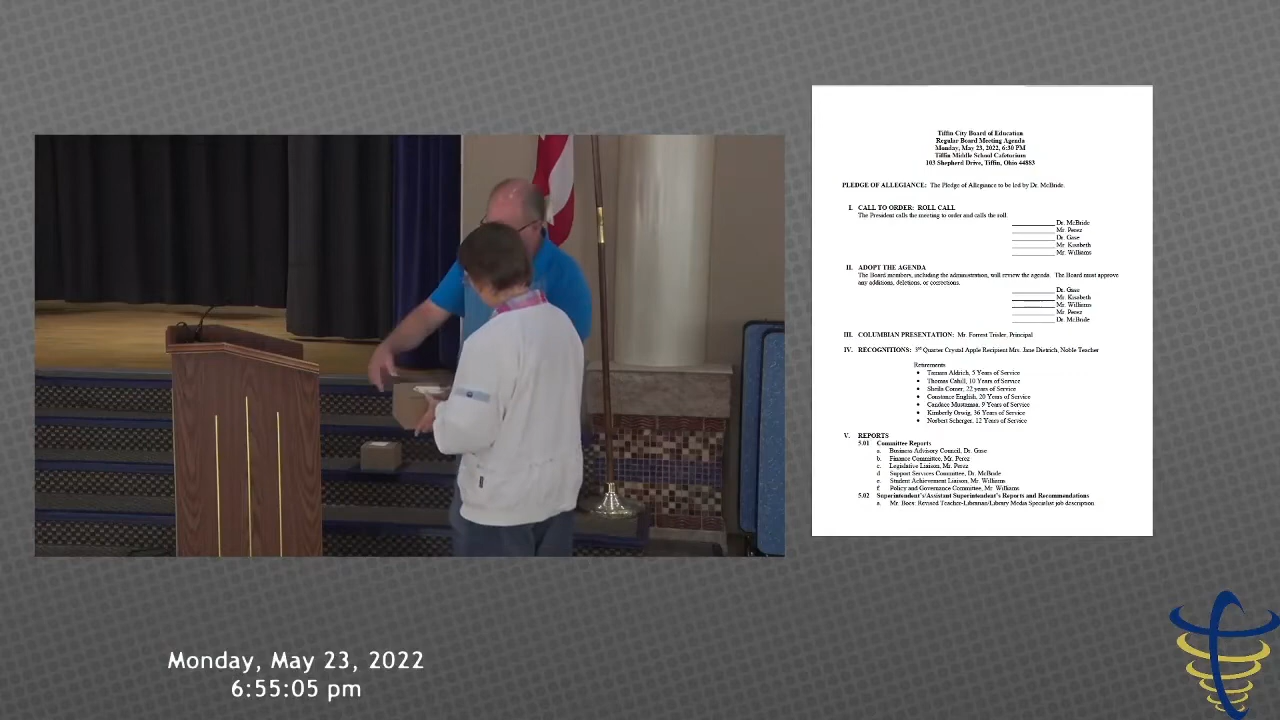 Tiffin City Board of Education
Regular Board Meeting Agenda
Monday, May 23, 2022, 6:30 PM
Tiffin Middle School Cafetorium
103 Shepherd Drive, Tiffin, Ohio 44883
PLEDGE OF ALLEGIANCE: The Pledge of Allegiance to be led by Dr. McBride.
I. CALL TO ORDER: ROLL CALL
The President calls the meeting to order and calls the roll.
Dr. McBride
Mr. Perez
Dr. Gase
Mr. Kisabeth
Mr. Williams
II. ADOPT THE AGENDA
The Board members, including the administration, will review the agenda. The Board must approve
any additions, deletions, or corrections.
Dr. Gase
Mr. Kisabeth
Mr. Williams
Mr. Perez
Dr. McBride
III. COLUMBIAN PRESENTATION: Mr. Forrest Trisler, Principal
IV. RECOGNITIONS: 3rd Quarter Crystal Apple Recipient Mrs. Jane Dietrich, Noble Teacher
Retirements
• Tamara Aldrich, 5 Years of Service
• Thomas Cahill, 10 Years of Service
• Sheila Comer, 22 years of Service
• Constance English, 20 Years of Service
• Candace Mustamaa, 9 Years of Service
• Kimberly Orwig, 36 Years of Service
• Norbert Scherger, 12 Years of Service
V. REPORTS
5.01 Committee Reports
a. Business Advisory Council, Dr. Gase
b. Finance Committee, Mr. Perez
c. Legislative Liaison, Mr. Perez
d. Support Services Committee, Dr. McBride
e. Student Achievement Liaison, Mr. Williams
f. Policy and Governance Committee, Mr. Williams
5.02 Superintendent's/Assistant Superintendent's Reports and Recommendations
a. Mr. Boes: Revised Teacher-Librarian/Library Media Specialist job description
Monday, May 23, 2022
6:55:05 pm